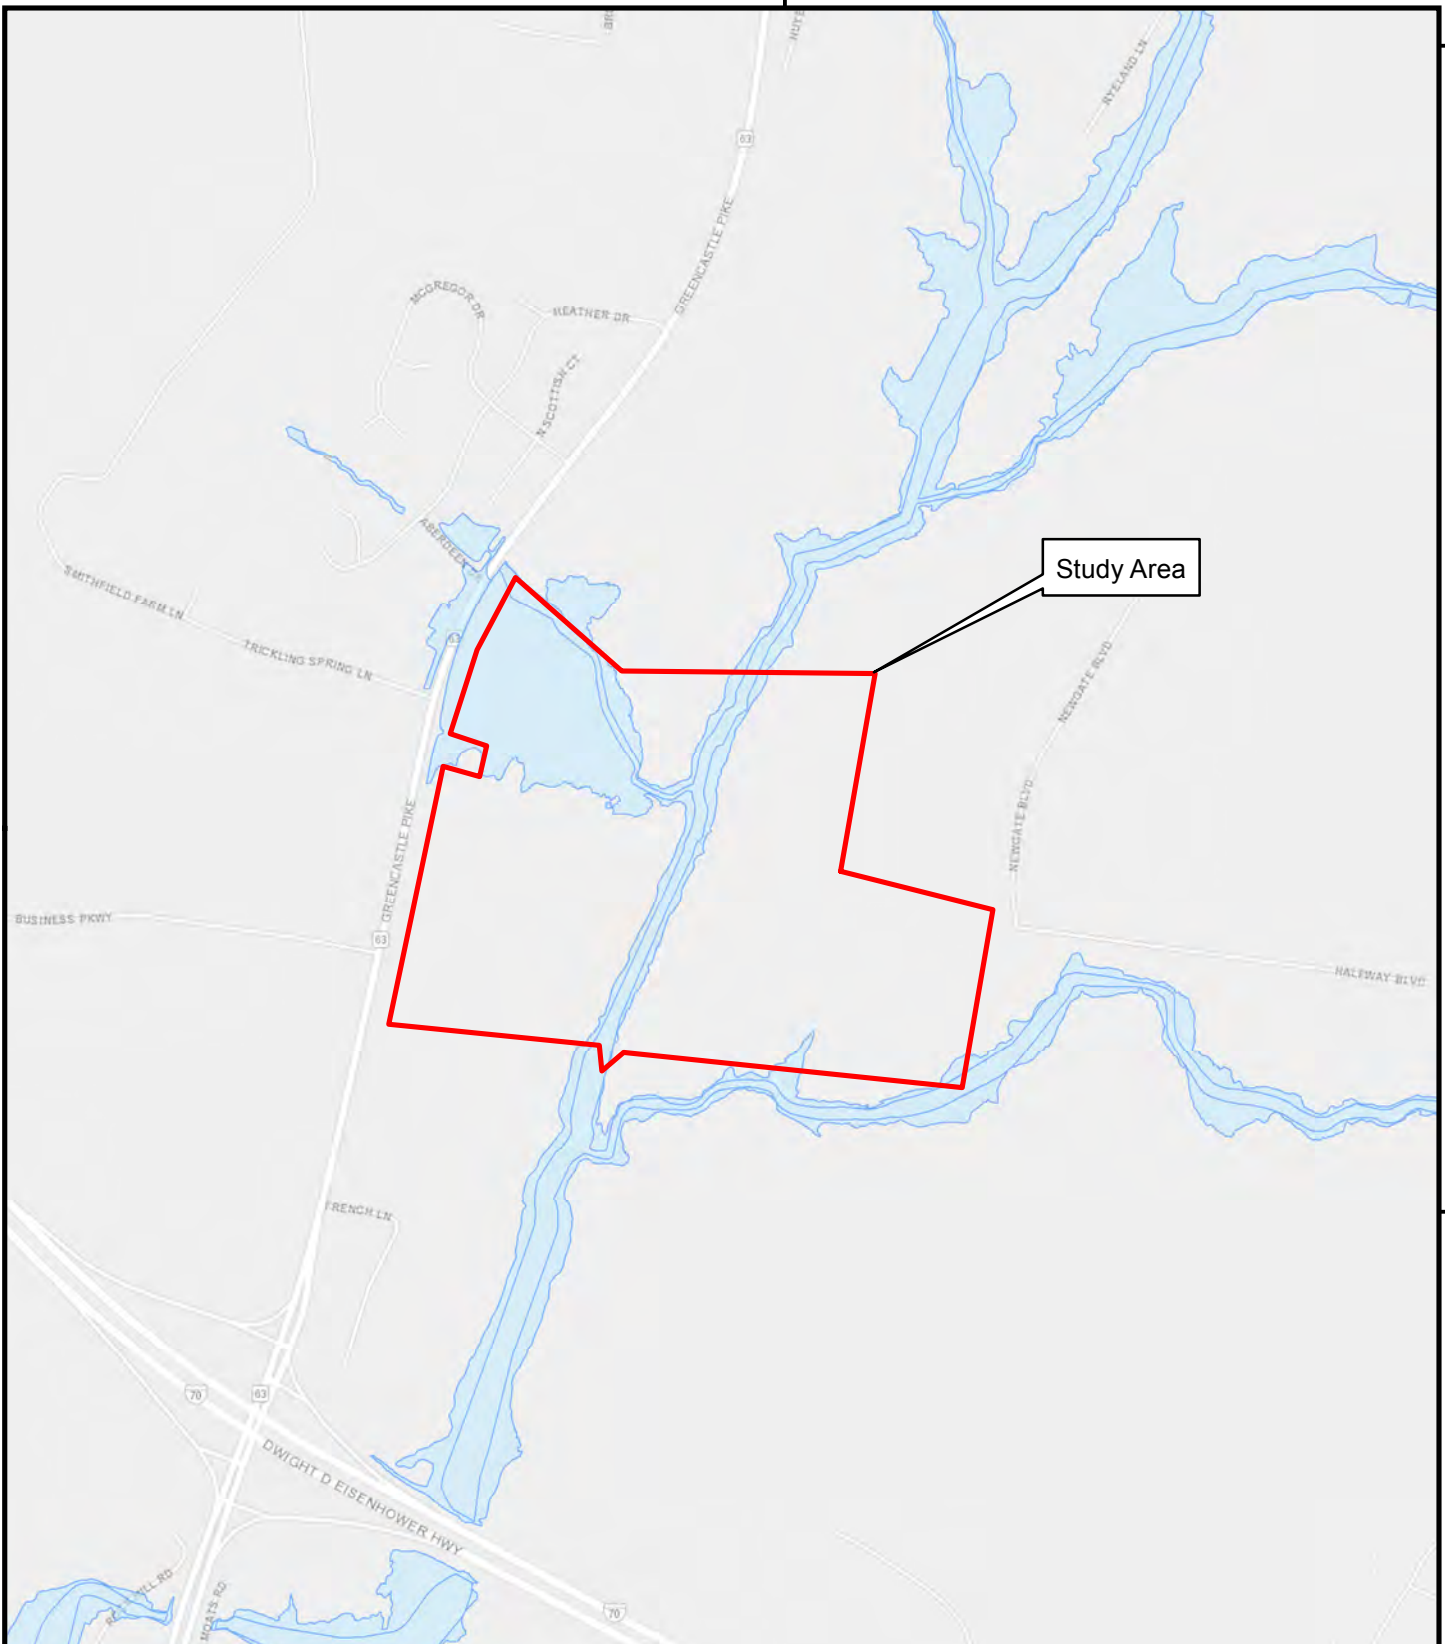 RYELAND LN
63
GREENCASTLE PIKE
MCGREGOR DR
HEATHER DR
N SCOTTISH CT
Study Area
SMITHFIELD FARM LN
63
TRICKLING SPRING LN
NEWGATE BLVD
NEWGATE BLVD
GREENCASTLE PIKE
BUSINESS PKWY
63
HALFWAY BLVD
FRENCH LN
70
63
DWIGHT D EISENHOWER HWY
MOATS RD
70